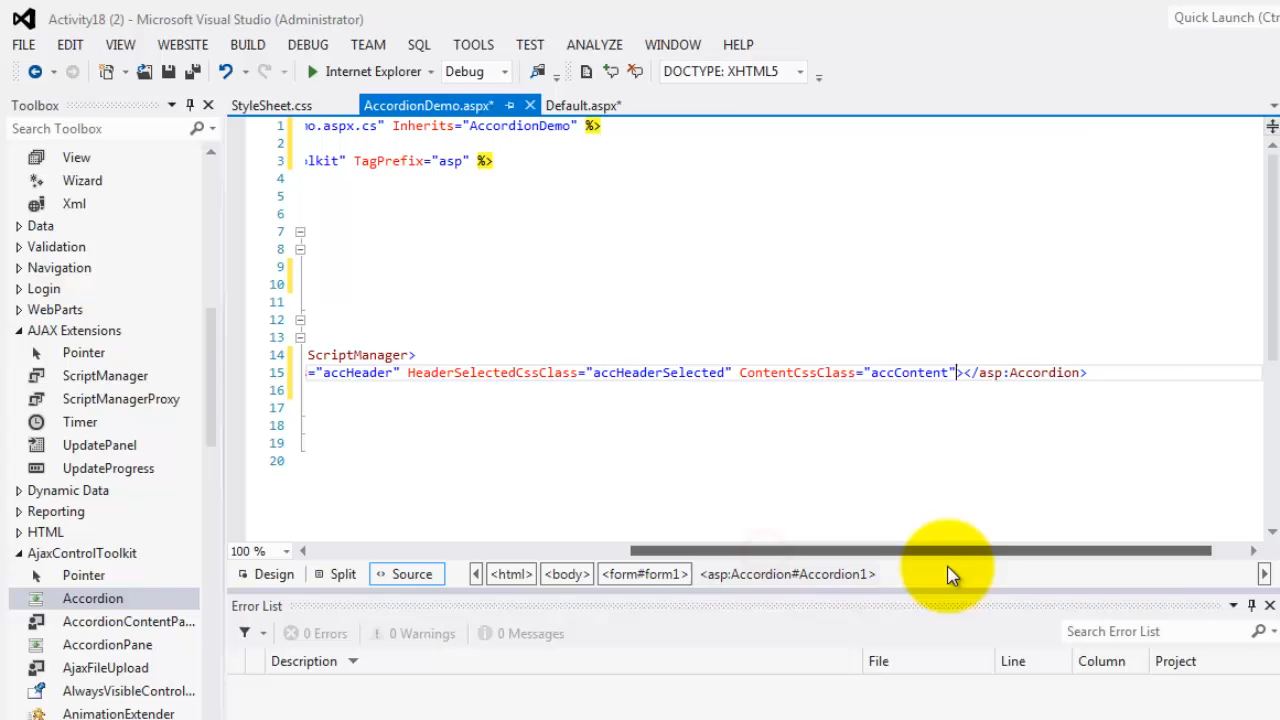 Activity18 (2) - Microsoft Visual Studio (Administrator)
Quick Launch (Ctr
FILE EDIT VIEW WEBSITE BUILD DEBUG TEAM SQL TOOLS TEST ANALYZE WINDOW HELP
Internet Explorer Debug DOCTYPE: XHTML5
Toolbox
StyleSheet.css AccordionDemo.aspx* Default.aspx*
Search Toolbox
View
Wizard
Xml
Data
Validation
Navigation
Login
WebParts
AJAX Extensions
Pointer
ScriptManager
ScriptManagerProxy
Timer
UpdatePanel
UpdateProgress
Dynamic Data
Reporting
HTML
AjaxControlToolkit
Pointer
Accordion
AccordionContentPa...
AccordionPane
AjaxFileUpload
AlwaysVisibleControl...
AnimationExtender
1 o.aspx.cs" Inherits="AccordionDemo" %>
2
3 lkit" TagPrefix="asp" %>
4
5
6
7
8
9
10
11
12
13
14 ScriptManager>
15 ="accHeader" HeaderSelectedCssClass="accHeaderSelected" ContentCssClass="accContent"></asp:Accordion>
16
17
18
19
20
100 %
Design Split Source <html> <body> <form#form1> <asp:Accordion#Accordion1>
Error List
0 Errors 0 Warnings 0 Messages
Search Error List
Description File Line Column Project